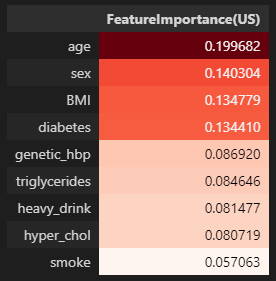 FeatureImportance(US)
age 0.199682
sex 0.140304
BMI 0.134779
diabetes 0.134410
genetic_hbp 0.086920
triglycerides 0.084646
heavy_drink 0.081477
hyper_chol 0.080719
smoke 0.057063